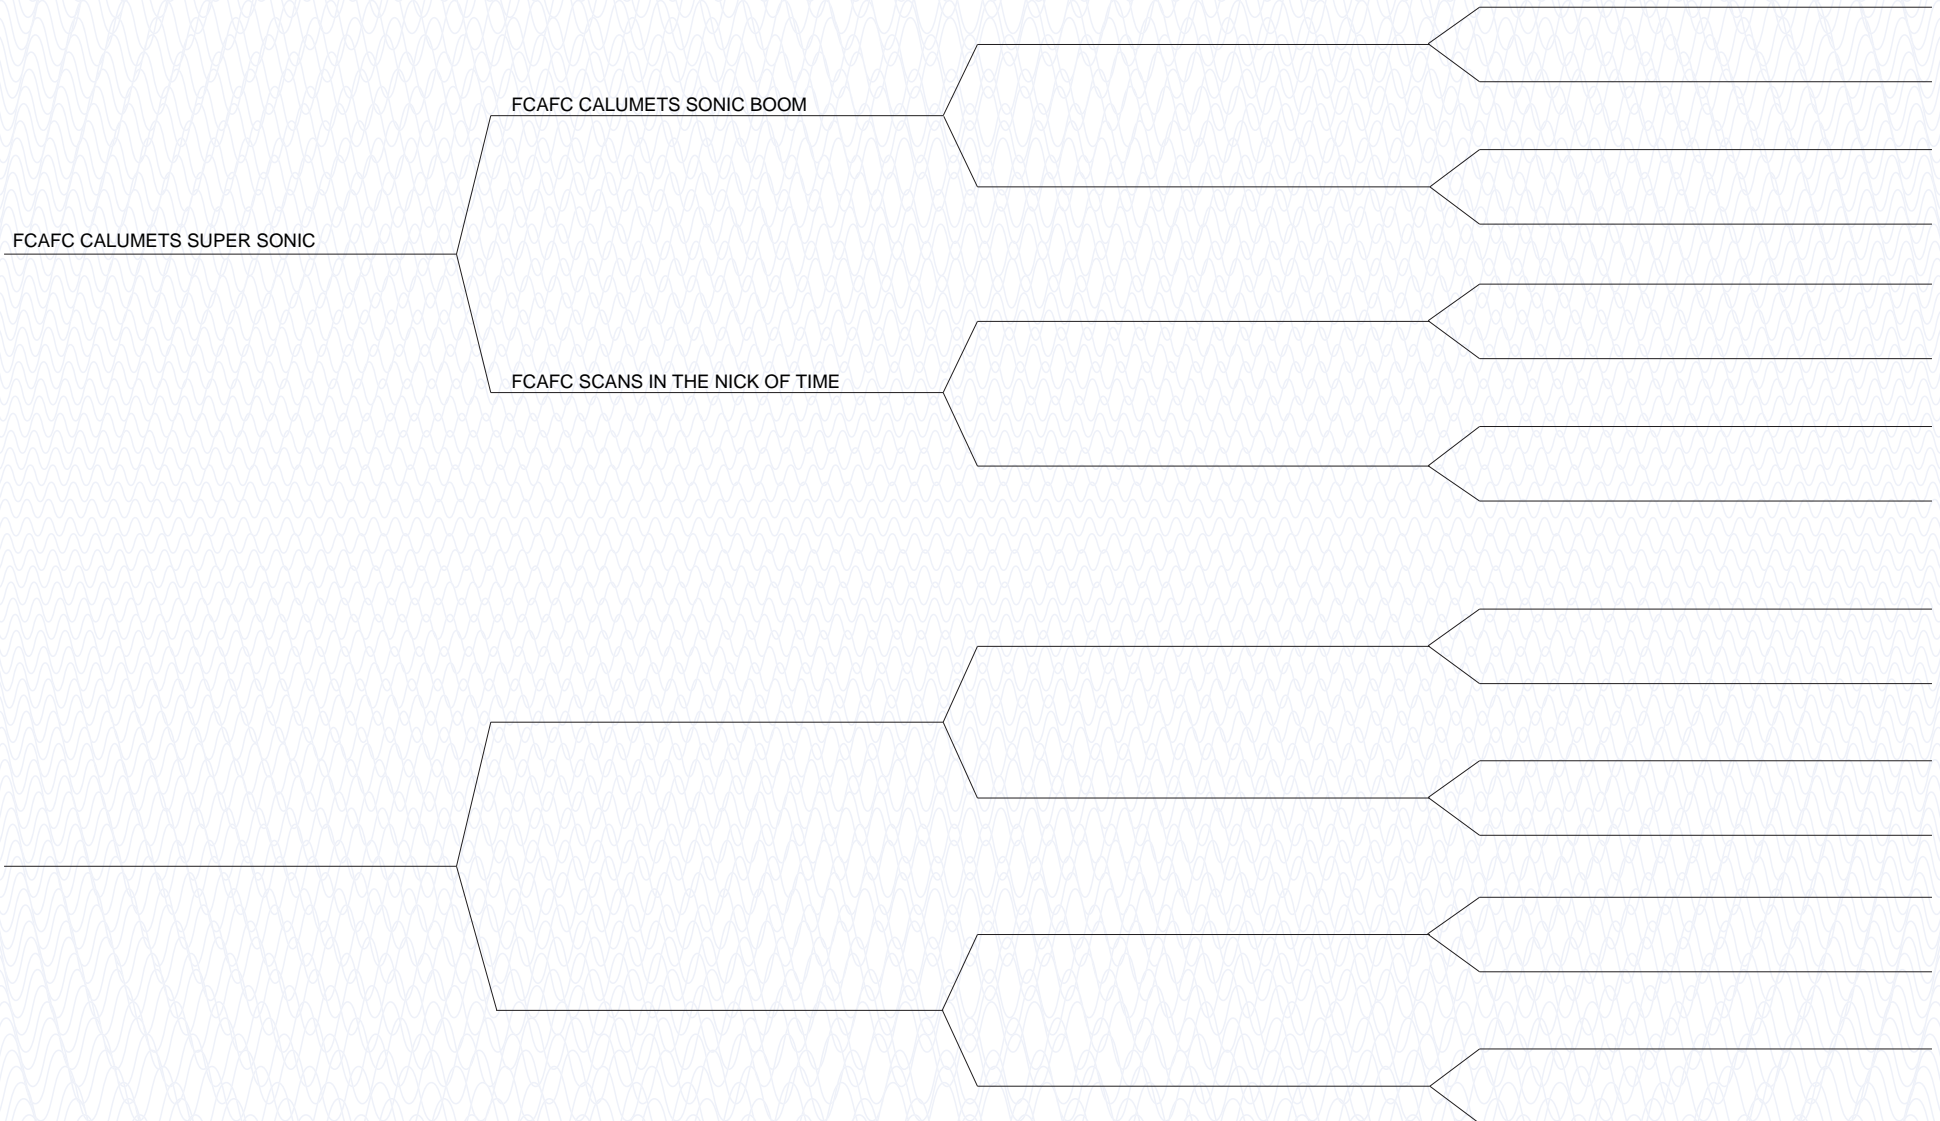 FCAFC CALUMETS SONIC BOOM
FCAFC CALUMETS SUPER SONIC
FCAFC SCANS IN THE NICK OF TIME